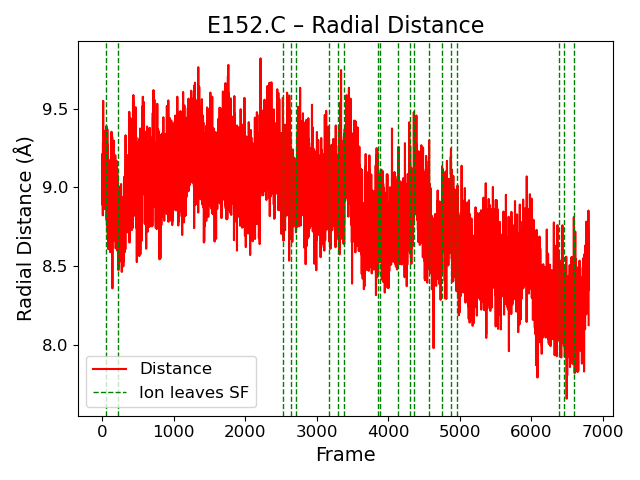 E152.C – Radial Distance
Radial Distance (Å)
9.5
9.0
8.5
8.0
Distance
Ion leaves SF
0 1000 2000 3000 4000 5000 6000 7000
Frame